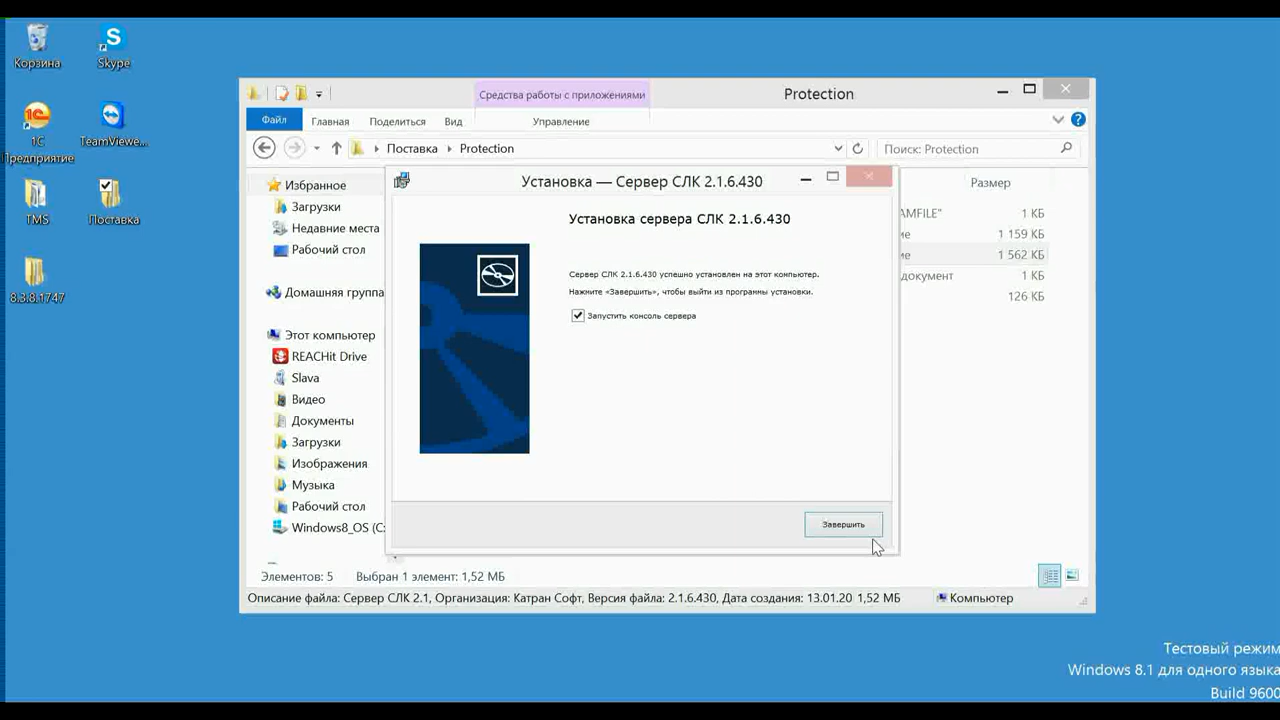 Корзина
Skype
1С
Предприятие
TeamViewe...
TMS
Поставка
8.3.8.1747
Средства работы с приложениями
Protection
Файл
Главная
Поделиться
Вид
Управление
Поставка
Protection
Поиск: Protection
Избранное
Загрузки
Недавние места
Рабочий стол
Домашняя группа
Этот компьютер
REACHit Drive
Slava
Видео
Документы
Загрузки
Изображения
Музыка
Рабочий стол
Windows8_OS (C:
Размер
AMFILE"
1 КБ
ие
1 159 КБ
ие
1 562 КБ
документ
1 КБ
126 КБ
Установка — Сервер СЛК 2.1.6.430
Установка сервера СЛК 2.1.6.430
Сервер СЛК 2.1.6.430 успешно установлен на этот компьютер.
Нажмите «Завершить», чтобы выйти из программы установки.
Запустить консоль сервера
Завершить
Элементов: 5
Выбран 1 элемент: 1,52 МБ
Описание файла: Сервер СЛК 2.1, Организация: Катран Софт, Версия файла: 2.1.6.430, Дата создания: 13.01.20 1,52 МБ
Компьютер
Тестовый режим
Windows 8.1 для одного языка
Build 9600